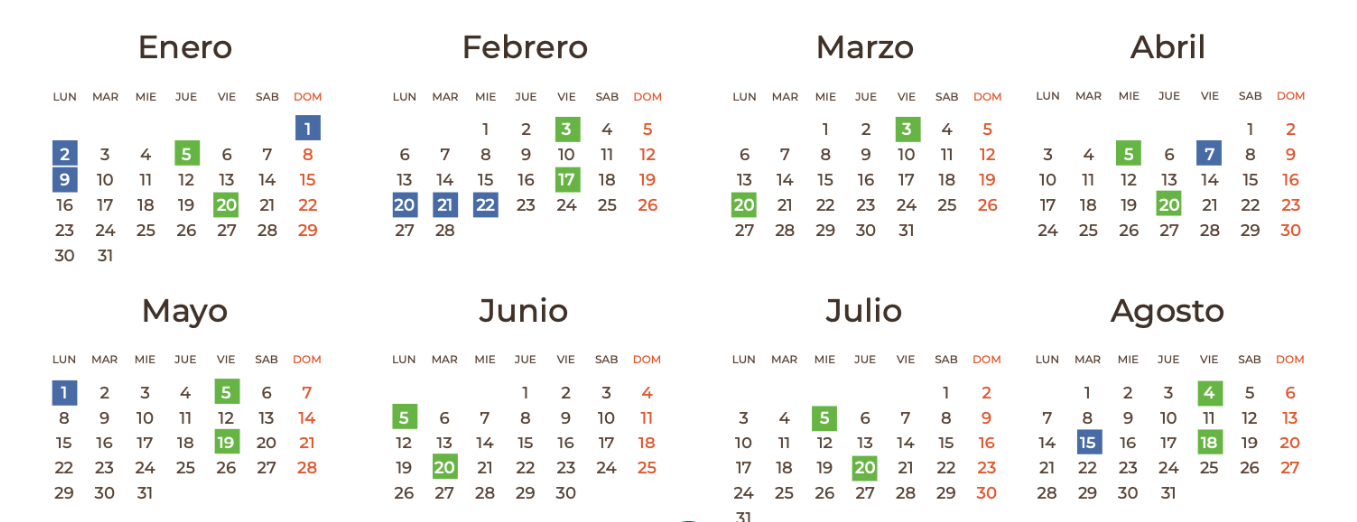 Enero Febrero Marzo Abril
LUN MAR MIE JUE VIE SAB DOM LUN MAR MIE JUE VIE SAB DOM LUN MAR MIE JUE VIE SAB DOM LUN MAR MIE JUE VIE SAB DOM
1 1 2 3 4 5 1 2 3 4 5 1 2
2 3 4 5 6 7 8 6 7 8 9 10 11 12 6 7 8 9 10 11 12 3 4 5 6 7 8 9
9 10 11 12 13 14 15 13 14 15 16 17 18 19 13 14 15 16 17 18 19 10 11 12 13 14 15 16
16 17 18 19 20 21 22 20 21 22 23 24 25 26 20 21 22 23 24 25 26 17 18 19 20 21 22 23
23 24 25 26 27 28 29 27 28 27 28 29 30 31 24 25 26 27 28 29 30
30 31
Mayo Junio Julio Agosto
LUN MAR MIE JUE VIE SAB DOM LUN MAR MIE JUE VIE SAB DOM LUN MAR MIE JUE VIE SAB DOM LUN MAR MIE JUE VIE SAB DOM
1 2 3 4 5 6 7 1 2 3 4 1 2 1 2 3 4 5 6
8 9 10 11 12 13 14 5 6 7 8 9 10 11 3 4 5 6 7 8 9 7 8 9 10 11 12 13
15 16 17 18 19 20 21 12 13 14 15 16 17 18 10 11 12 13 14 15 16 14 15 16 17 18 19 20
22 23 24 25 26 27 28 19 20 21 22 23 24 25 17 18 19 20 21 22 23 21 22 23 24 25 26 27
29 30 31 26 27 28 29 30 24 25 26 27 28 29 30 28 29 30 31
31